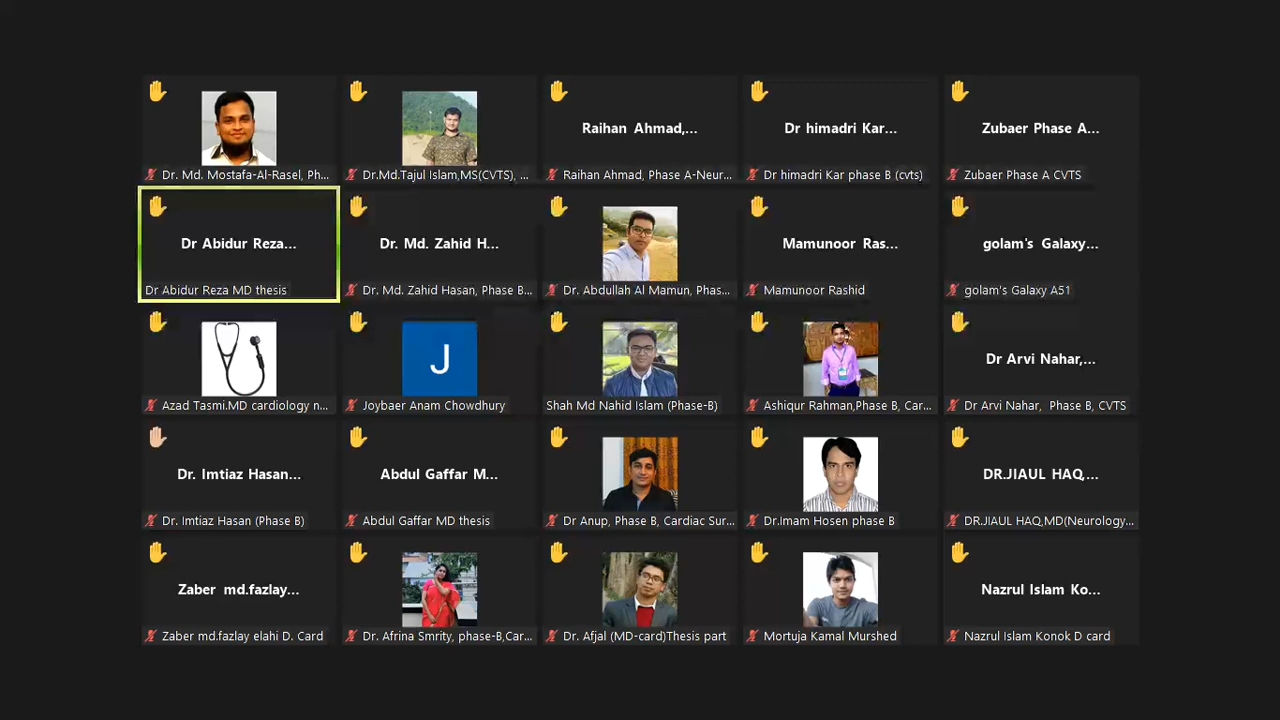 Raihan Ahmad,...
Dr himadri Kar...
Zubaer Phase A...
Dr. Md. Mostafa-Al-Rasel, Ph...
Dr.Md.Tajul Islam,MS(CVTS), ...
Raihan Ahmad, Phase A-Neur...
Dr himadri Kar phase B (cvts)
Zubaer Phase A CVTS
Dr Abidur Reza...
Dr. Md. Zahid H...
Mamunoor Ras...
golam's Galaxy...
Dr Abidur Reza MD thesis
Dr. Md. Zahid Hasan, Phase B...
Dr. Abdullah Al Mamun, Phas...
Mamunoor Rashid
golam's Galaxy A51
J
Dr Arvi Nahar,...
Azad Tasmi.MD cardiology n...
Joybaer Anam Chowdhury
Shah Md Nahid Islam (Phase-B)
Ashiqur Rahman,Phase B, Car...
Dr Arvi Nahar, Phase B, CVTS
Dr. Imtiaz Hasan...
Abdul Gaffar M...
DR.JIAUL HAQ,...
Dr. Imtiaz Hasan (Phase B)
Abdul Gaffar MD thesis
Dr Anup, Phase B, Cardiac Sur...
Dr.Imam Hosen phase B
DR.JIAUL HAQ,MD(Neurology...
Zaber md.fazlay...
Nazrul Islam Ko...
Zaber md.fazlay elahi D. Card
Dr. Afrina Smrity, phase-B,Car...
Dr. Afjal (MD-card)Thesis part
Mortuja Kamal Murshed
Nazrul Islam Konok D card